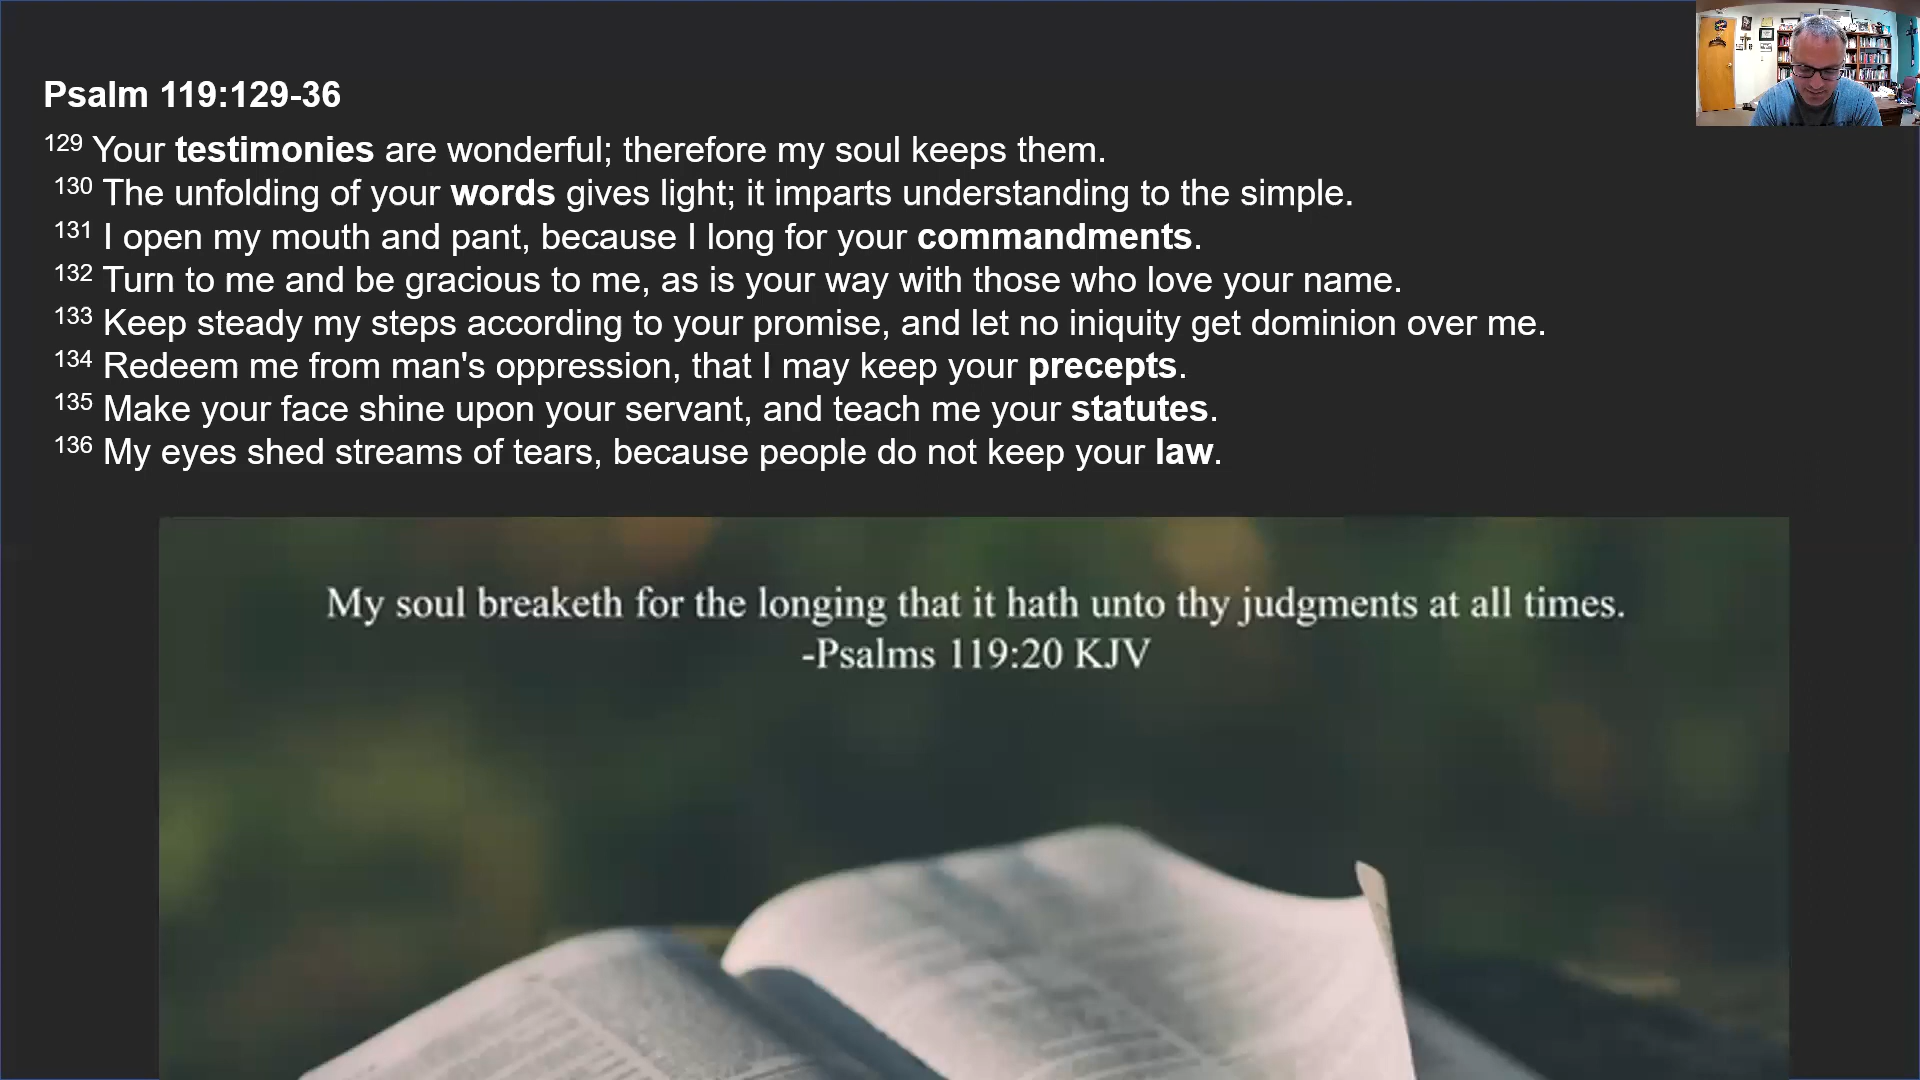 Psalm 119:129-36
129 Your testimonies are wonderful; therefore my soul keeps them.
130 The unfolding of your words gives light; it imparts understanding to the simple.
131 I open my mouth and pant, because I long for your commandments.
132 Turn to me and be gracious to me, as is your way with those who love your name.
133 Keep steady my steps according to your promise, and let no iniquity get dominion over me.
134 Redeem me from man's oppression, that I may keep your precepts.
135 Make your face shine upon your servant, and teach me your statutes.
136 My eyes shed streams of tears, because people do not keep your law.
My soul breaketh for the longing that it hath unto thy judgments at all times.
-Psalms 119:20 KJV